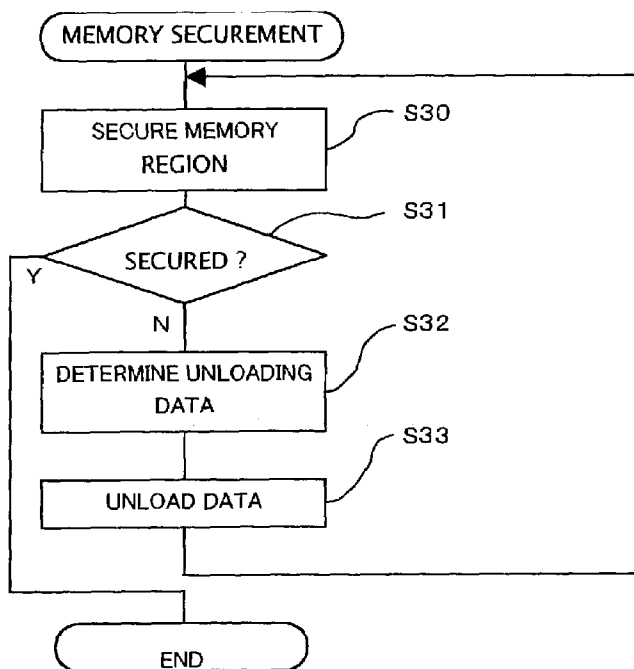 MEMORY SECUREMENT
SECURE MEMORY
REGION
S30
SECURED ?
S31
Y
N
DETERMINE UNLOADING
DATA
S32
UNLOAD DATA
S33
END